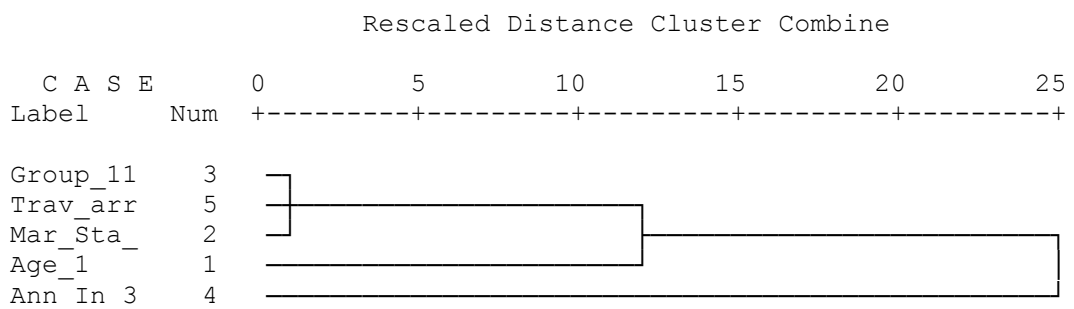 Rescaled Distance Cluster Combine
C A S E 0 5 10 15 20 25
Label Num +---------+---------+---------+---------+---------+
Group_11 3
Trav_arr 5
Mar_Sta_ 2
Age_1 1
Ann In 3 4